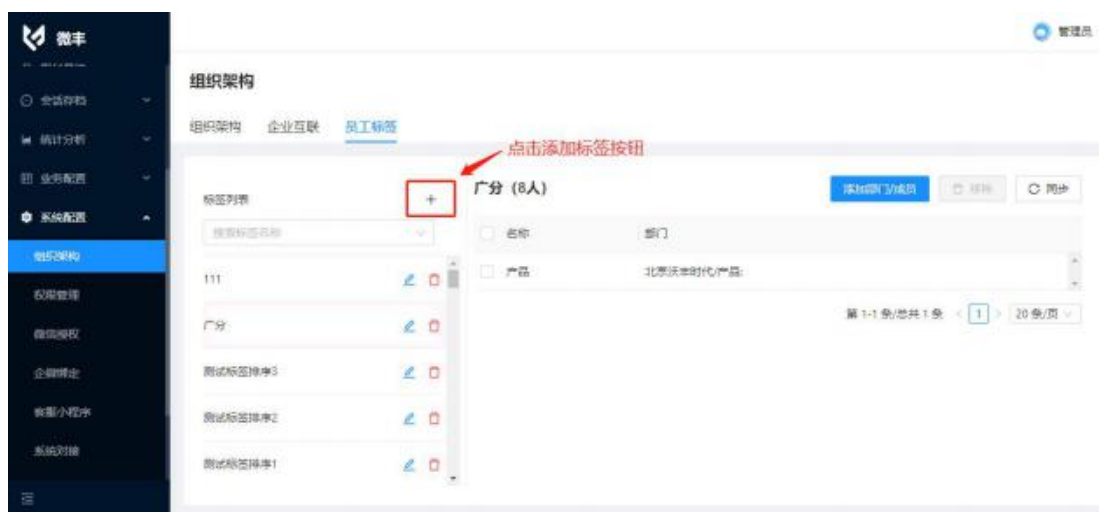 微丰
管理员
会话存档
统计分析
业务配置
系统配置
组织架构
权限管理
微信授权
企微绑定
客服小程序
系统对接
组织架构
组织架构 企业互联 员工标签
点击添加标签按钮
标签列表 +
搜索标签名称
111
广分
测试标签排序3
测试标签排序2
测试标签排序1
广分 (8人)
添加部门/成员 移除 同步
名称 部门
产品 北京沃丰时代/产品;
第 1-1 条/总共 1 条 < 1 > 20 条/页